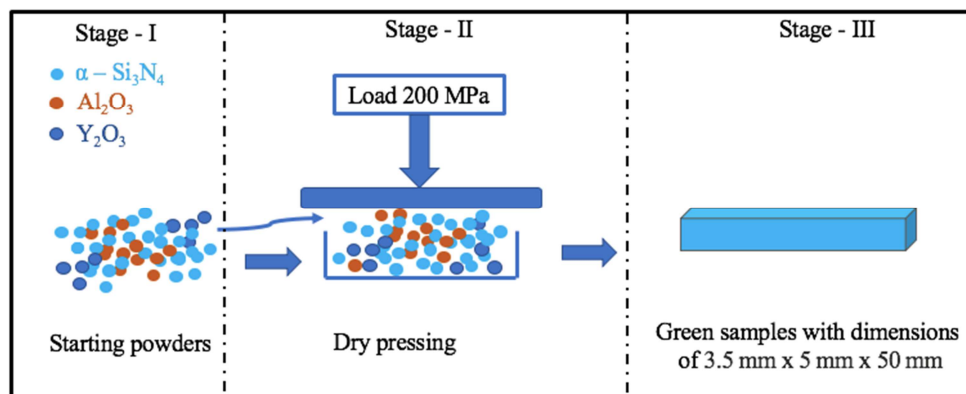 Stage - I
α – Si₃N₄
Al₂O₃
Y₂O₃
Starting powders
Stage - II
Load 200 MPa
Dry pressing
Stage - III
Green samples with dimensions
of 3.5 mm x 5 mm x 50 mm